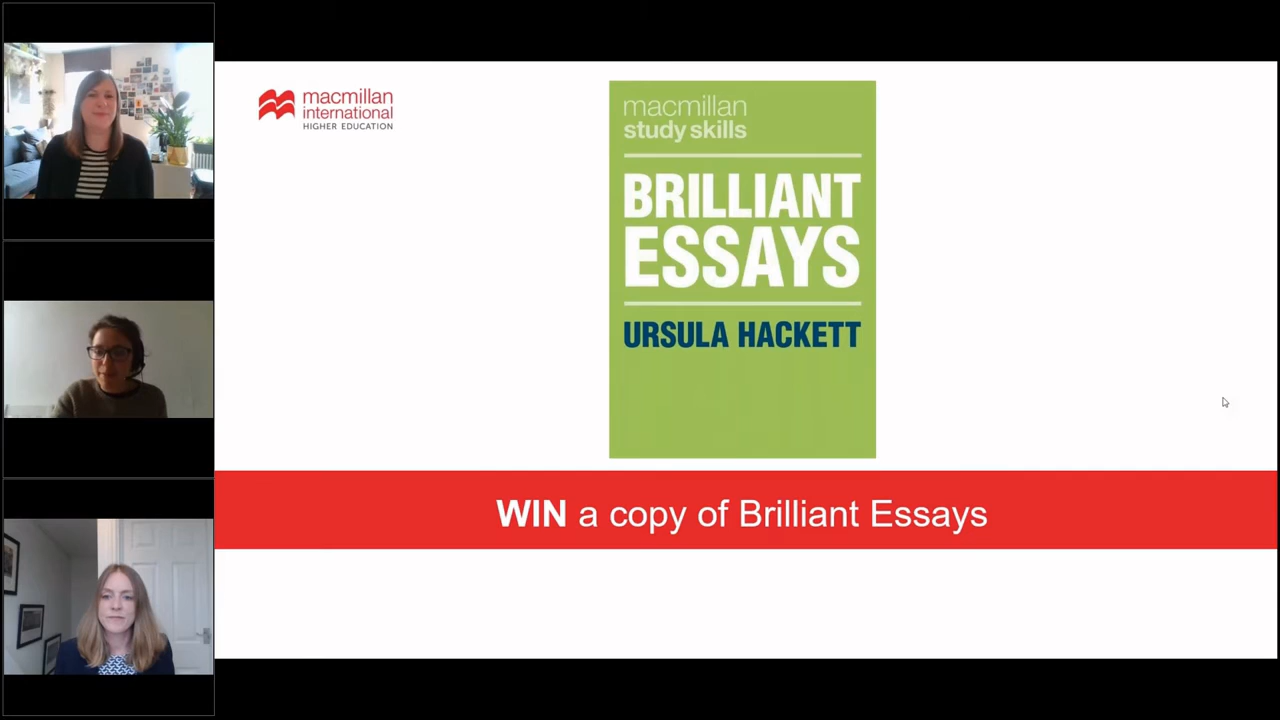 macmillan
international
HIGHER EDUCATION
macmillan
study skills
BRILLIANT
ESSAYS
URSULA HACKETT
WIN a copy of Brilliant Essays